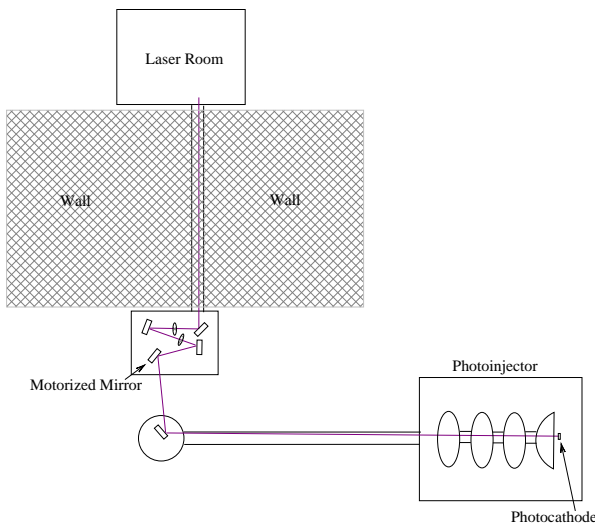 Laser Room
Wall
Wall
Motorized Mirror
Photoinjector
Photocathode